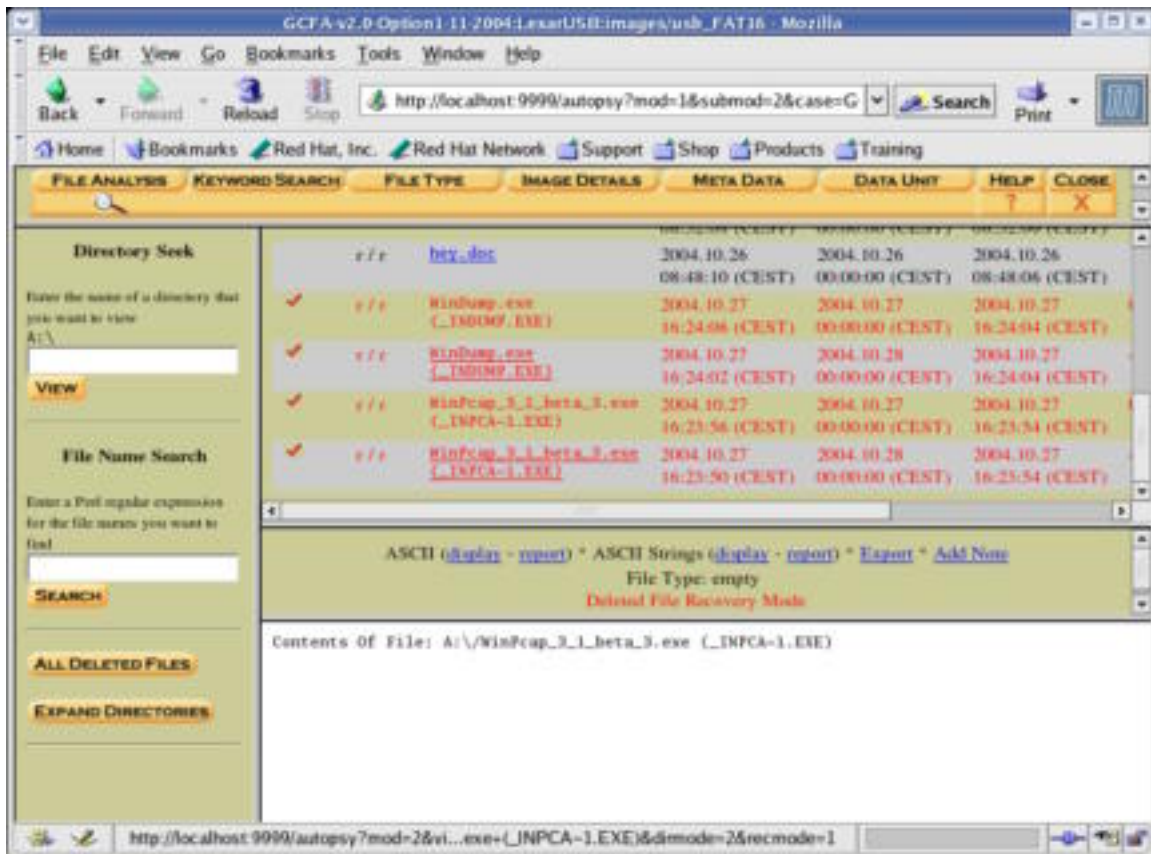 GCFA-v2.0-Option1-11-2004:LexarUSB:images/usb_FAT16 - Mozilla
File Edit View Go Bookmarks Tools Window Help
Back Forward Reload Stop http://localhost:9999/autopsy?mod=1&submod=2&case=G Search Print
Home Bookmarks Red Hat, Inc. Red Hat Network Support Shop Products Training
FILE ANALYSIS KEYWORD SEARCH FILE TYPE IMAGE DETAILS META DATA DATA UNIT HELP CLOSE
? X
Directory Seek
Enter the name of a directory that
you want to view
A:\
VIEW
File Name Search
Enter a Perl regular expression
for the file names you want to
find
SEARCH
ALL DELETED FILES
EXPAND DIRECTORIES
r / r hey.doc 2004.10.26 2004.10.26 2004.10.26
08:48:10 (CEST) 00:00:00 (CEST) 08:48:06 (CEST)
r / r WinDump.exe 2004.10.27 2004.10.27 2004.10.27
(_INDUMP.EXE) 16:24:06 (CEST) 00:00:00 (CEST) 16:24:04 (CEST)
r / r WinDump.exe 2004.10.27 2004.10.28 2004.10.27
(_INDUMP.EXE) 16:24:02 (CEST) 00:00:00 (CEST) 16:24:04 (CEST)
r / r WinPcap_3_1_beta_3.exe 2004.10.27 2004.10.27 2004.10.27
(_INPCA~1.EXE) 16:23:56 (CEST) 00:00:00 (CEST) 16:23:54 (CEST)
r / r WinPcap_3_1_beta_3.exe 2004.10.27 2004.10.28 2004.10.27
(_INPCA~1.EXE) 16:23:50 (CEST) 00:00:00 (CEST) 16:23:54 (CEST)
ASCII (display - report) * ASCII Strings (display - report) * Export * Add Note
File Type: empty
Deleted File Recovery Mode
Contents Of File: A:\/WinPcap_3_1_beta_3.exe (_INPCA~1.EXE)
http://localhost:9999/autopsy?mod=2&vi...exe+(_INPCA~1.EXE)&dirmode=2&recmode=1